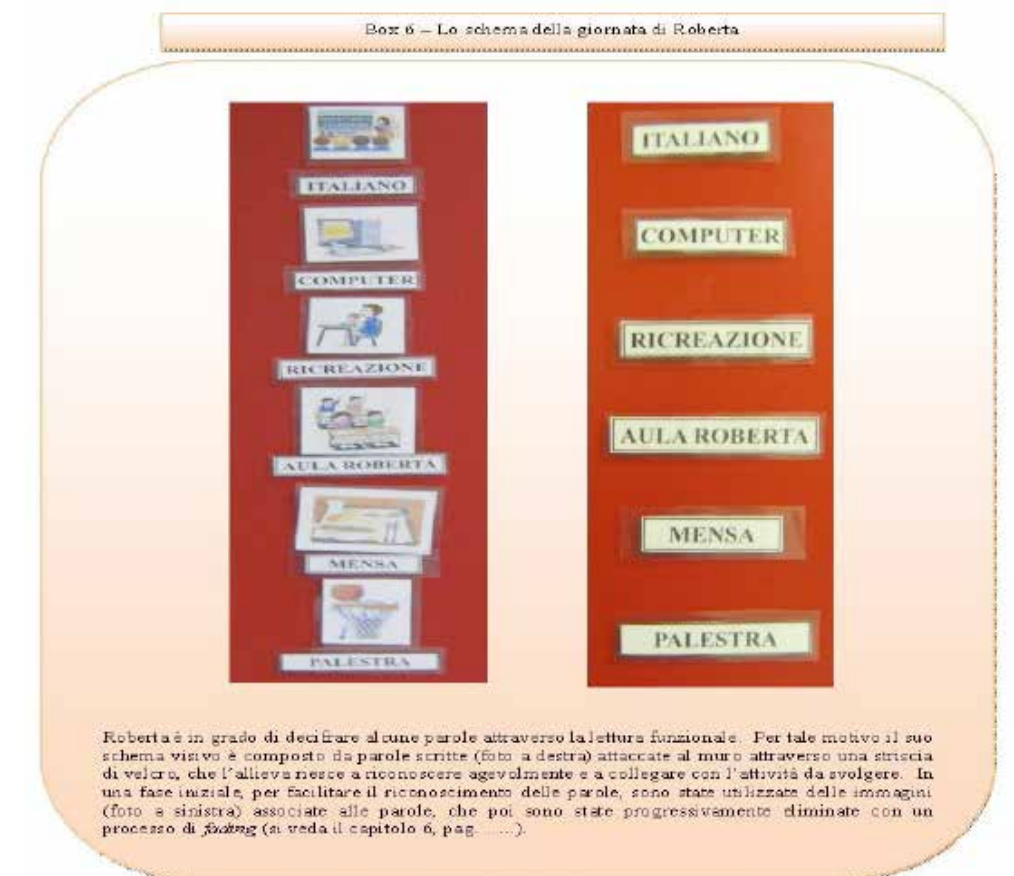 Box 6 – Lo schema della giornata di Roberta
ITALIANO
COMPUTER
RICREAZIONE
AULA ROBERTA
MENSA
PALESTRA
ITALIANO
COMPUTER
RICREAZIONE
AULA ROBERTA
MENSA
PALESTRA
Roberta è in grado di decifrare alcune parole attraverso la lettura funzionale. Per tale motivo il suo
schema visivo è composto da parole scritte (foto a destra) attaccate al muro attraverso una striscia
di velcro, che l'allieva riesce a riconoscere agevolmente e a collegare con l'attività da svolgere. In
una fase iniziale, per facilitare il riconoscimento delle parole, sono state utilizzate delle immagini
(foto a sinistra) associate alle parole, che poi sono state progressivamente eliminate con un
processo di fading (si veda il capitolo 6, pag. ......).